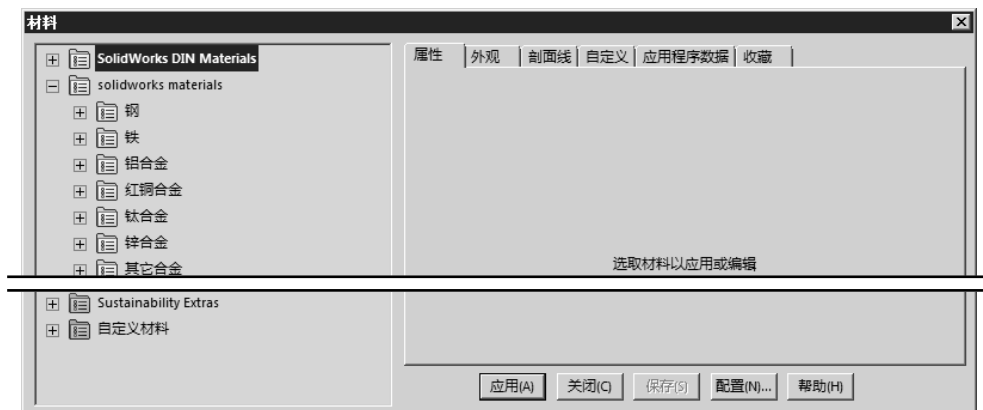 材料
SolidWorks DIN Materials
solidworks materials
钢
铁
铝合金
红铜合金
钛合金
锌合金
其它合金
Sustainability Extras
自定义材料
属性 外观 剖面线 自定义 应用程序数据 收藏
选取材料以应用或编辑
应用(A) 关闭(C) 保存(S) 配置(N)... 帮助(H)